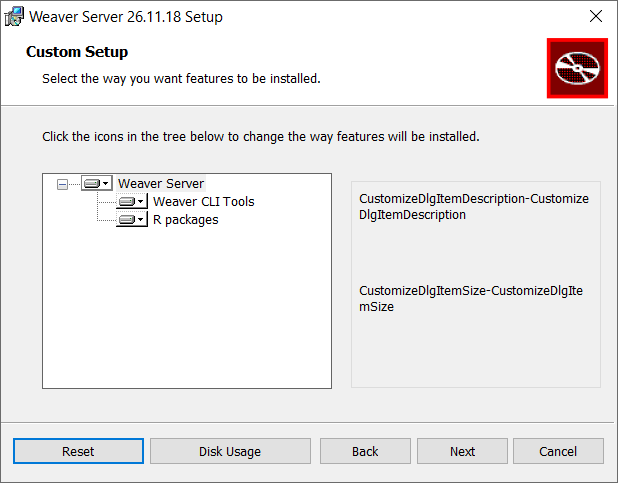 Weaver Server 26.11.18 Setup
Custom Setup
Select the way you want features to be installed.
Click the icons in the tree below to change the way features will be installed.
Weaver Server
Weaver CLI Tools
R packages
CustomizeDlgItemDescription-Customize
DlgItemDescription
CustomizeDlgItemSize-CustomizeDlgIte
mSize
Reset
Disk Usage
Back
Next
Cancel